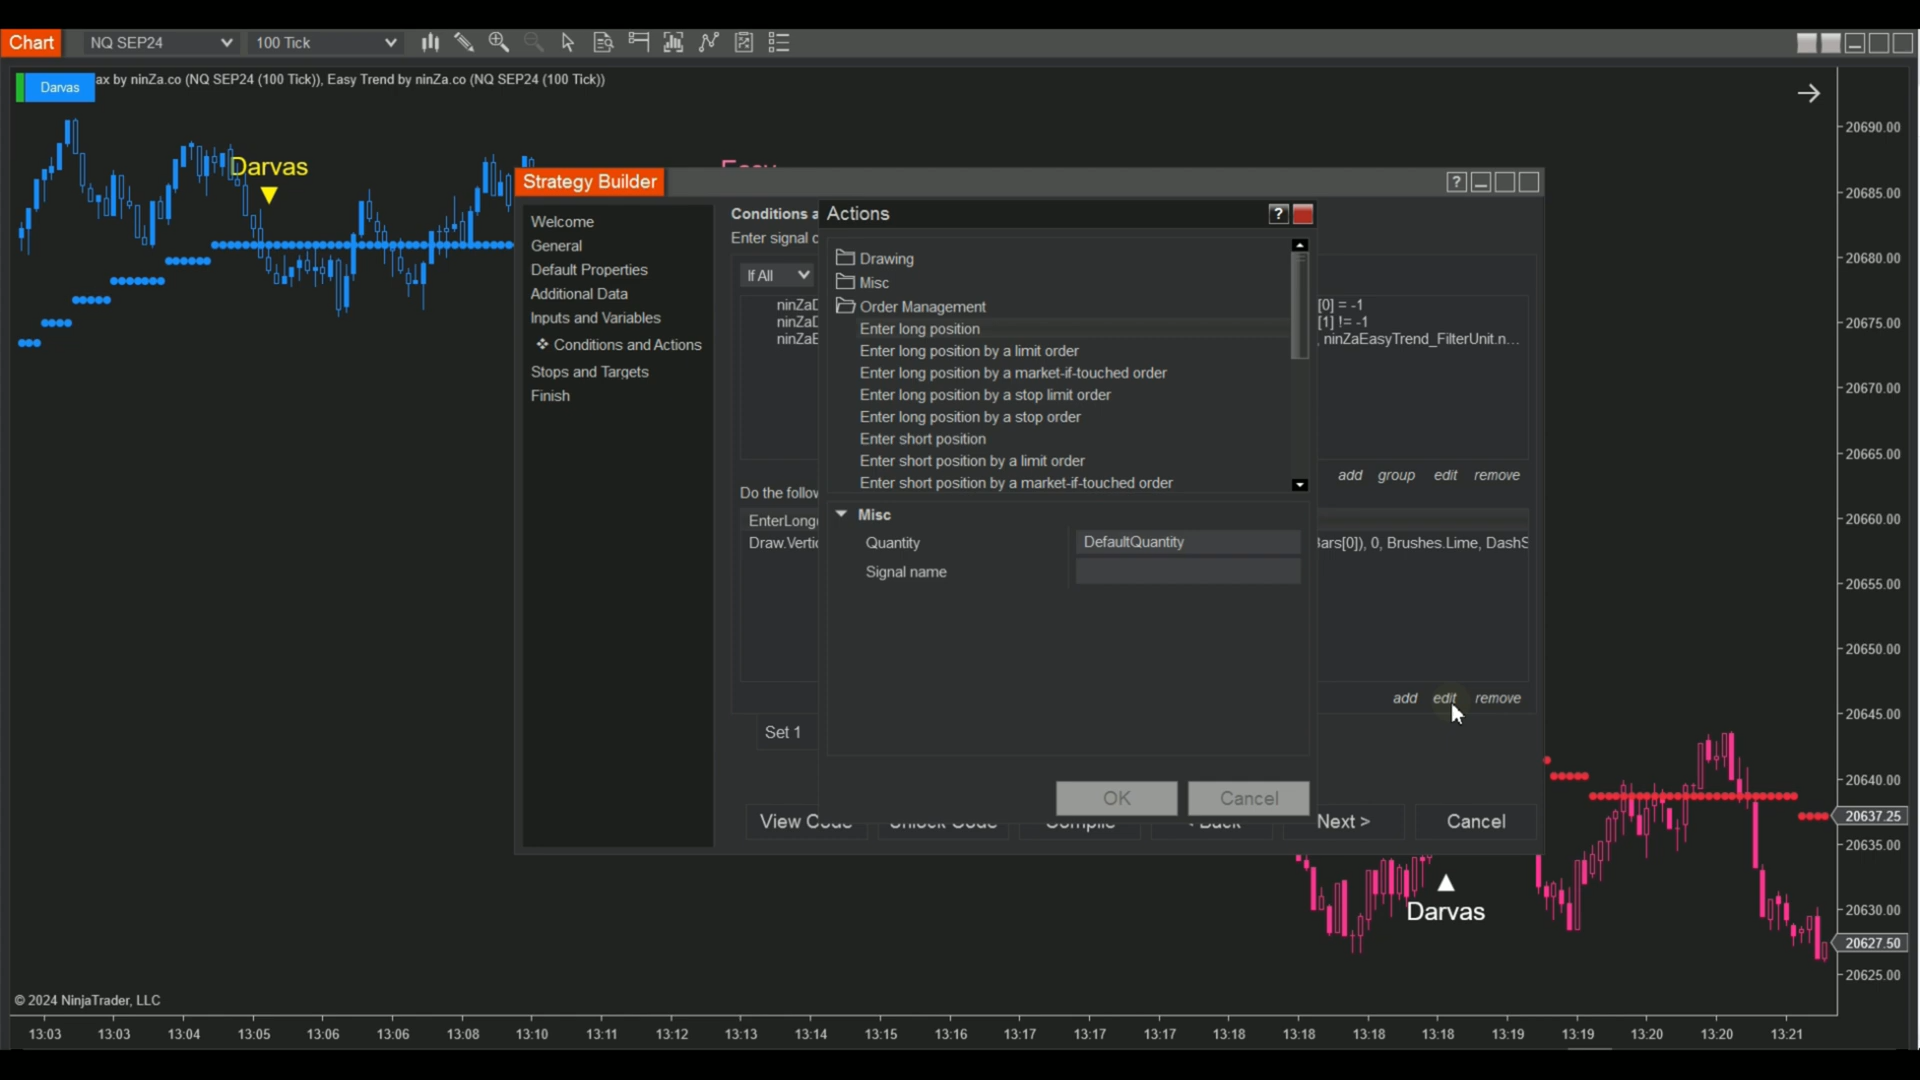 Chart
NQ SEP24
100 Tick
Darvas
ax by ninZa.co (NQ SEP24 (100 Tick)), Easy Trend by ninZa.co (NQ SEP24 (100 Tick))
Darvas
Strategy Builder
?
Welcome
General
Default Properties
Additional Data
Inputs and Variables
Conditions and Actions
Stops and Targets
Finish
Conditions a
Enter signal c
If All
ninZaD
ninZaD
ninZaE
[0] = -1
[1] != -1
, ninZaEasyTrend_FilterUnit.n...
add group edit remove
Do the follow
EnterLong(
Draw.Vertic
Bars[0]), 0, Brushes.Lime, DashS
add edit remove
Set 1
Actions
?
Drawing
Misc
Order Management
Enter long position
Enter long position by a limit order
Enter long position by a market-if-touched order
Enter long position by a stop limit order
Enter long position by a stop order
Enter short position
Enter short position by a limit order
Enter short position by a market-if-touched order
Misc
Quantity
DefaultQuantity
Signal name
OK
Cancel
View Code
Unlock Code
Compile
< Back
Next >
Cancel
Darvas
20690.00
20685.00
20680.00
20675.00
20670.00
20665.00
20660.00
20655.00
20650.00
20645.00
20640.00
20637.25
20635.00
20630.00
20627.50
20625.00
© 2024 NinjaTrader, LLC
13:03 13:03 13:04 13:05 13:06 13:06 13:08 13:10 13:11 13:12 13:13 13:14 13:15 13:16 13:17 13:17 13:17 13:18 13:18 13:18 13:18 13:19 13:19 13:20 13:20 13:21